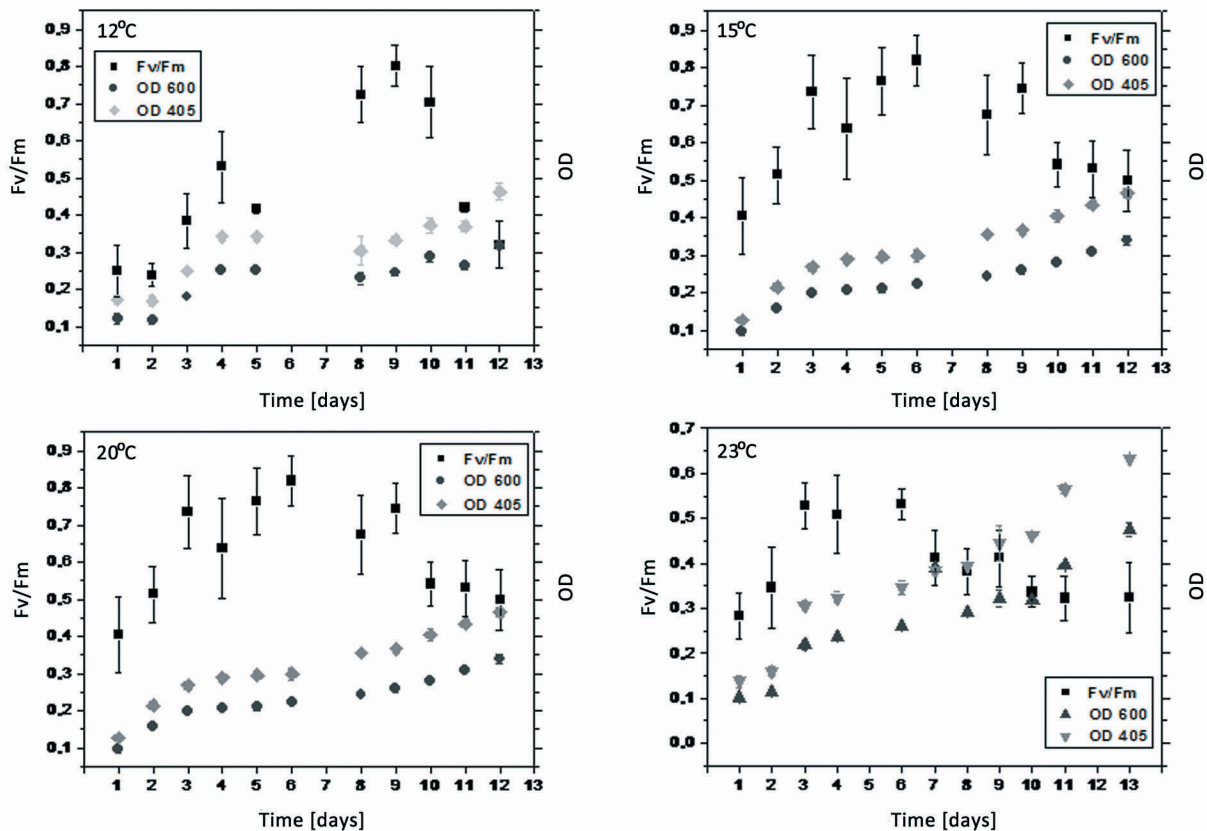 12°C
Fv/Fm
OD 600
OD 405
0,9
0,8
0,7
0,6
0,5
0,4
0,3
0,2
0,1
Fv/Fm
OD
1 2 3 4 5 6 7 8 9 10 11 12 13
Time [days]
15°C
Fv/Fm
OD 600
OD 405
0,9
0,8
0,7
0,6
0,5
0,4
0,3
0,2
0,1
Fv/Fm
OD
1 2 3 4 5 6 7 8 9 10 11 12 13
Time [days]
20°C
Fv/Fm
OD 600
OD 405
0,9
0,8
0,7
0,6
0,5
0,4
0,3
0,2
0,1
Fv/Fm
OD
1 2 3 4 5 6 7 8 9 10 11 12 13
Time [days]
23°C
0,7
0,6
0,5
0,4
0,3
0,2
0,1
0,0
Fv/Fm
OD
Fv/Fm
OD 600
OD 405
1 2 3 4 5 6 7 8 9 10 11 12 13
Time [days]